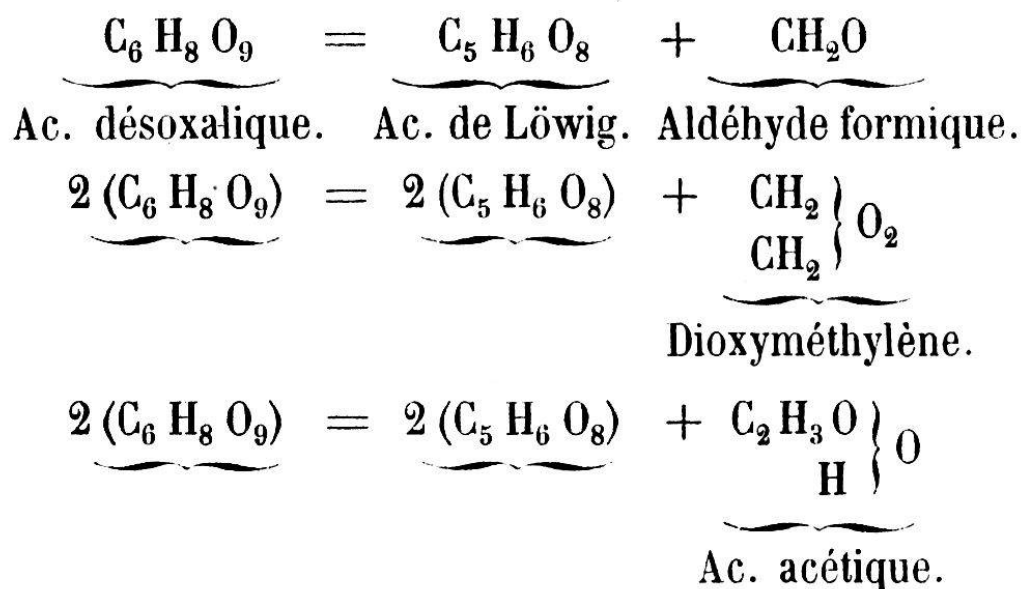 C₆ H₈ O₉ = C₅ H₆ O₈ + CH₂O
Ac. désoxalique. Ac. de Löwig. Aldéhyde formique.
2 (C₆ H₈ O₉) = 2 (C₅ H₆ O₈) + CH₂ } O₂
CH₂
Dioxyméthylène.
2 (C₆ H₈ O₉) = 2 (C₅ H₆ O₈) + C₂ H₃ O } O
H
Ac. acétique.